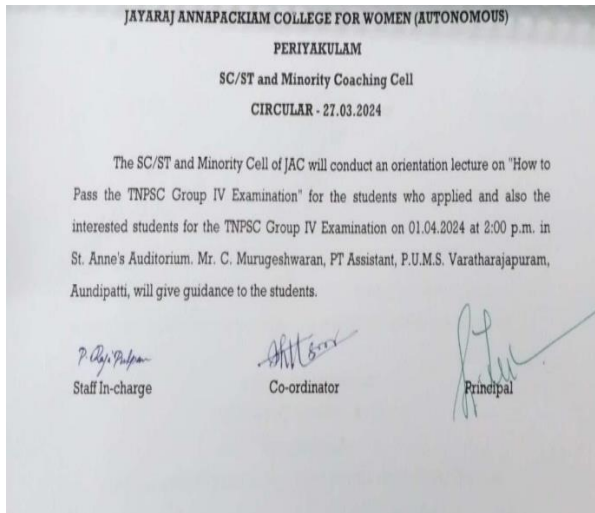 JAYARAJ ANNAPACKIAM COLLEGE FOR WOMEN (AUTONOMOUS)
PERIYAKULAM
SC/ST and Minority Coaching Cell
CIRCULAR - 27.03.2024
The SC/ST and Minority Cell of JAC will conduct an orientation lecture on "How to
Pass the TNPSC Group IV Examination" for the students who applied and also the
interested students for the TNPSC Group IV Examination on 01.04.2024 at 2:00 p.m. in
St. Anne's Auditorium. Mr. C. Murugeshwaran, PT Assistant, P.U.M.S. Varatharajapuram,
Aundipatti, will give guidance to the students.
Staff In-charge Co-ordinator Principal